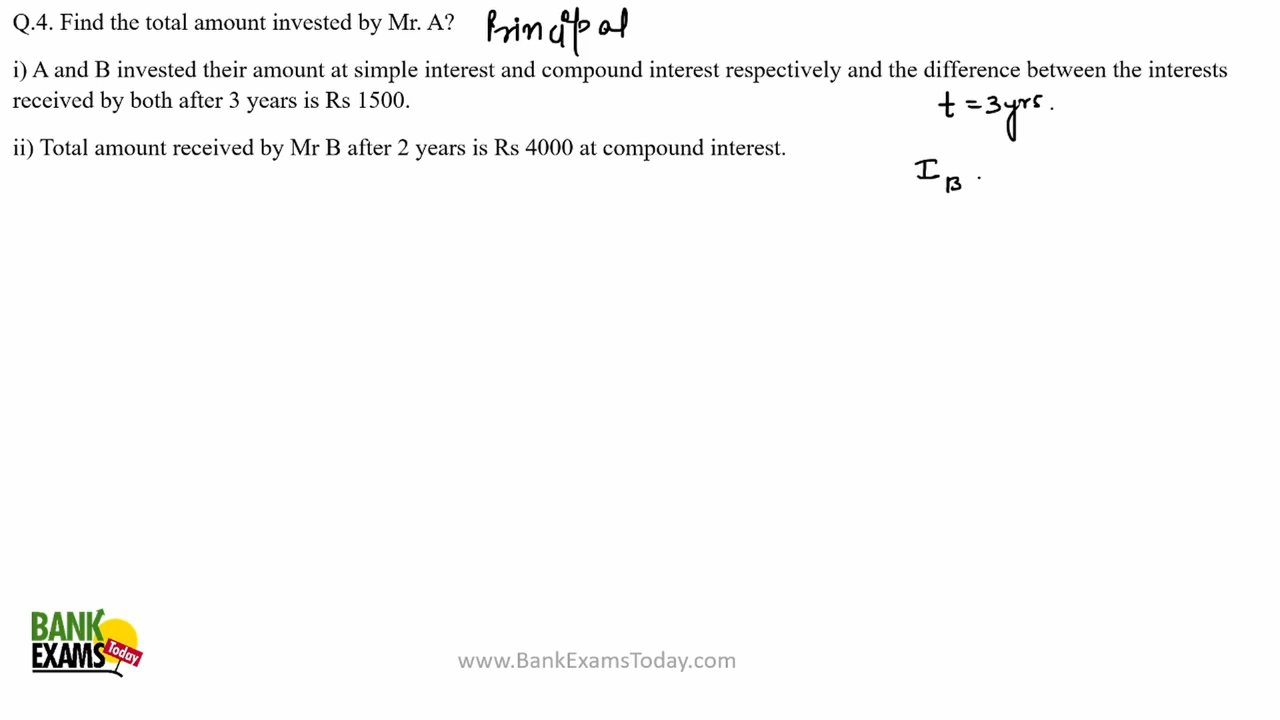 Q.4. Find the total amount invested by Mr. A? Principal
i) A and B invested their amount at simple interest and compound interest respectively and the difference between the interests
received by both after 3 years is Rs 1500.
t = 3 yrs.
ii) Total amount received by Mr B after 2 years is Rs 4000 at compound interest.
I B
BANK
EXAMS
Today
www.BankExamsToday.com